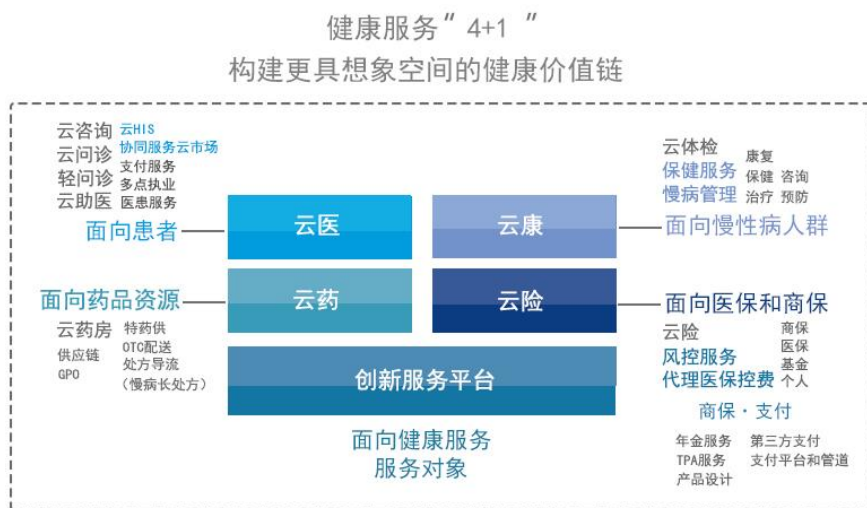 健康服务“4+1 ”
构建更具想象空间的健康价值链
云咨询 云HIS
云问诊 协同服务云市场
轻问诊 支付服务
云助医 多点执业
医患服务
面向患者
云医
云康
云体检 康复
保健服务 保健 咨询
慢病管理 治疗 预防
面向慢性病人群
面向药品资源
云药
云险
面向医保和商保
云药房 特药供
供应链 OTC配送
GPO 处方导流
(慢病长处方)
云险 商保
风控服务 医保
代理医保控费 基金
个人
商保·支付
年金服务 第三方支付
TPA服务 支付平台和管道
产品设计
创新服务平台
面向健康服务
服务对象